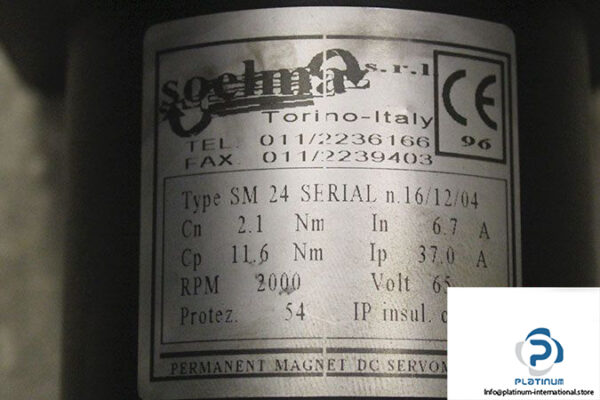 soelma s.r.l.
Torino-Italy
TEL. 011/2236166
FAX. 011/2239403
CE
96
Type SM 24 SERIAL n.16/12/04
Cn 2.1 Nm In 6.7 A
Cp 11.6 Nm Ip 37.0 A
RPM 2000 Volt 65
Protez. 54 IP insul.
PERMANENT MAGNET DC
PLATINUM
Info@platinum-international.store